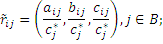 r̃ᵢⱼ = (aᵢⱼ/cⱼ*, bᵢⱼ/cⱼ*, cᵢⱼ/cⱼ*), j ∈ B;